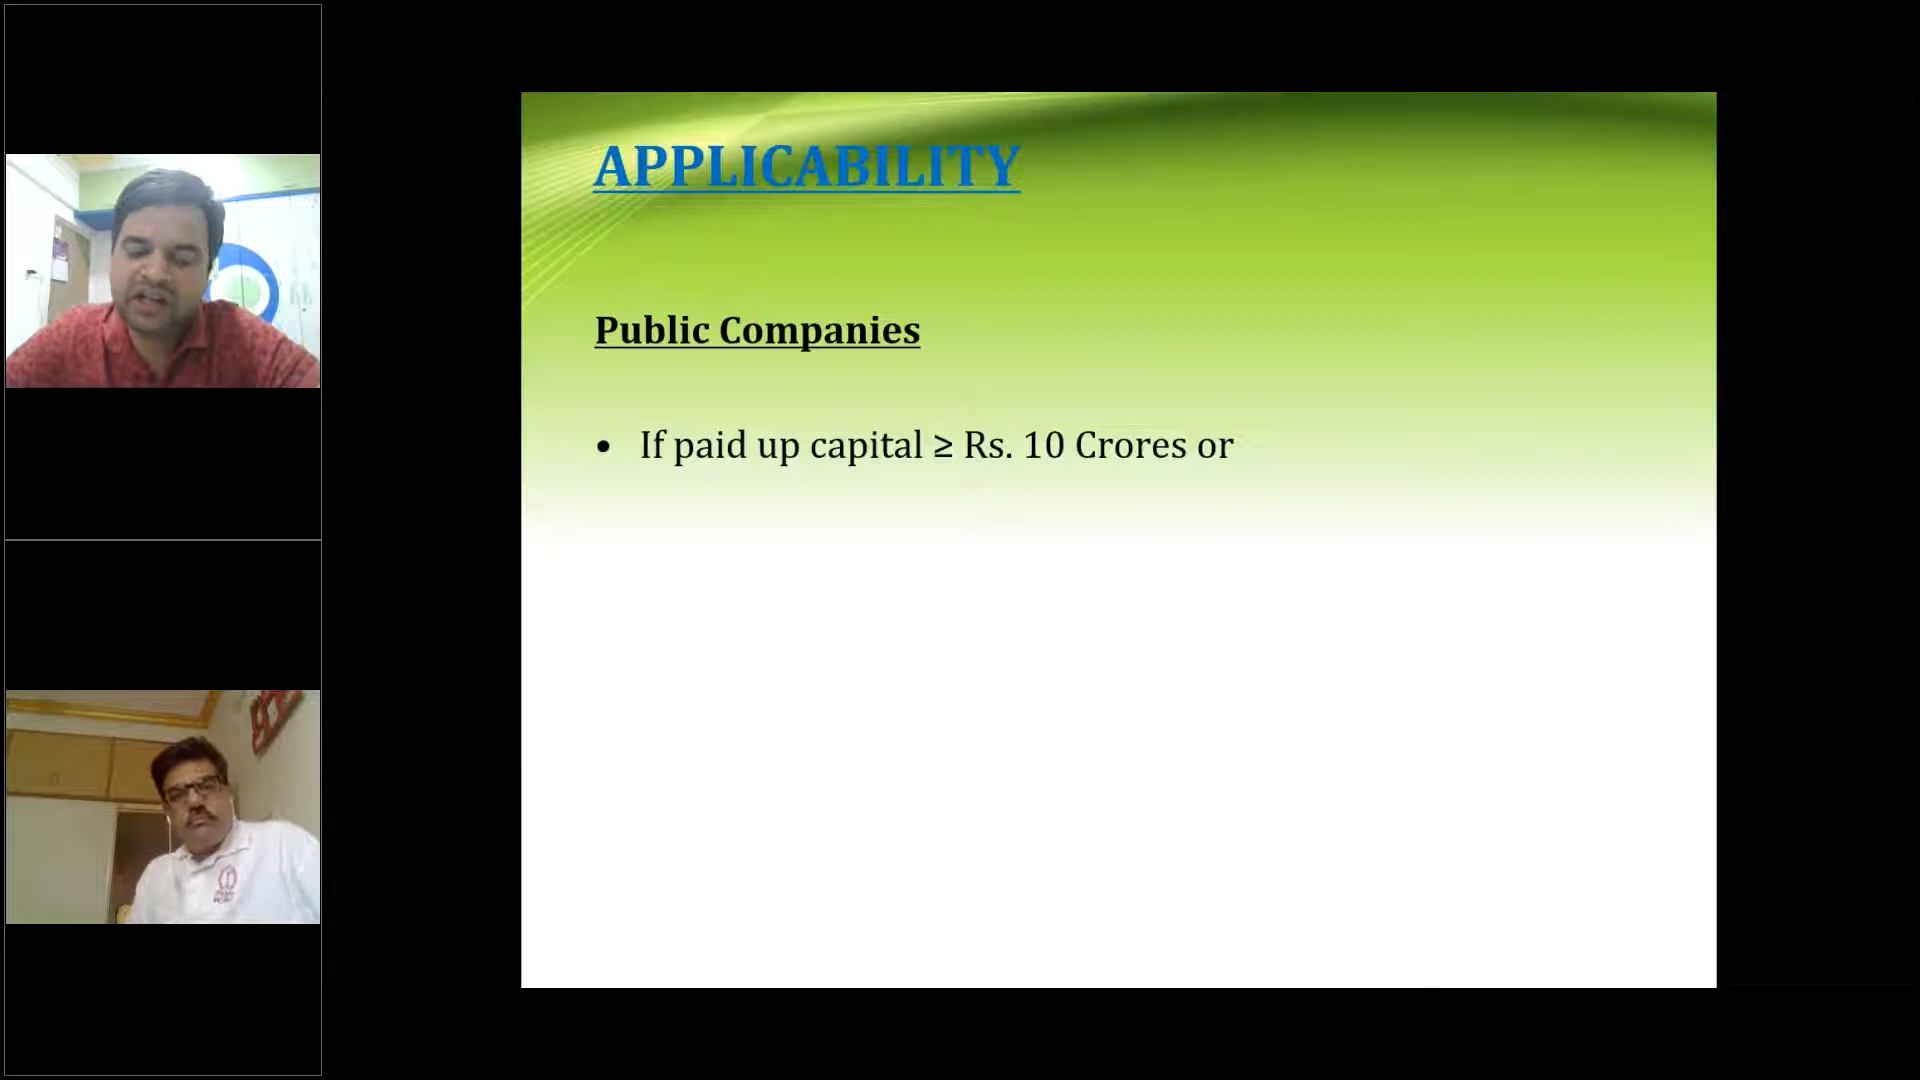 APPLICABILITY
Public Companies
• If paid up capital ≥ Rs. 10 Crores or